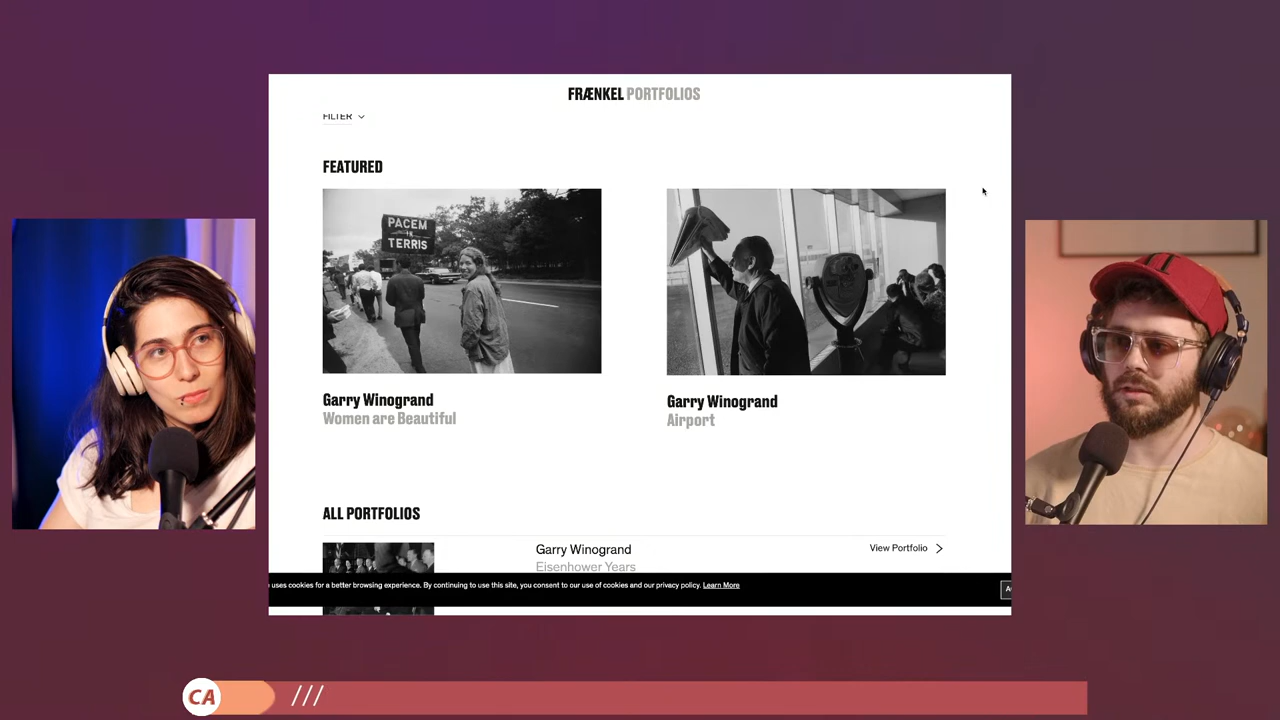 FRÆNKEL PORTFOLIOS
FILTER
FEATURED
PACEM
IN
TERRIS
Garry Winogrand
Women are Beautiful
Garry Winogrand
Airport
ALL PORTFOLIOS
Garry Winogrand
View Portfolio
Eisenhower Years
uses cookies for a better browsing experience. By continuing to use this site, you consent to our use of cookies and our privacy policy. Learn More
CA ///